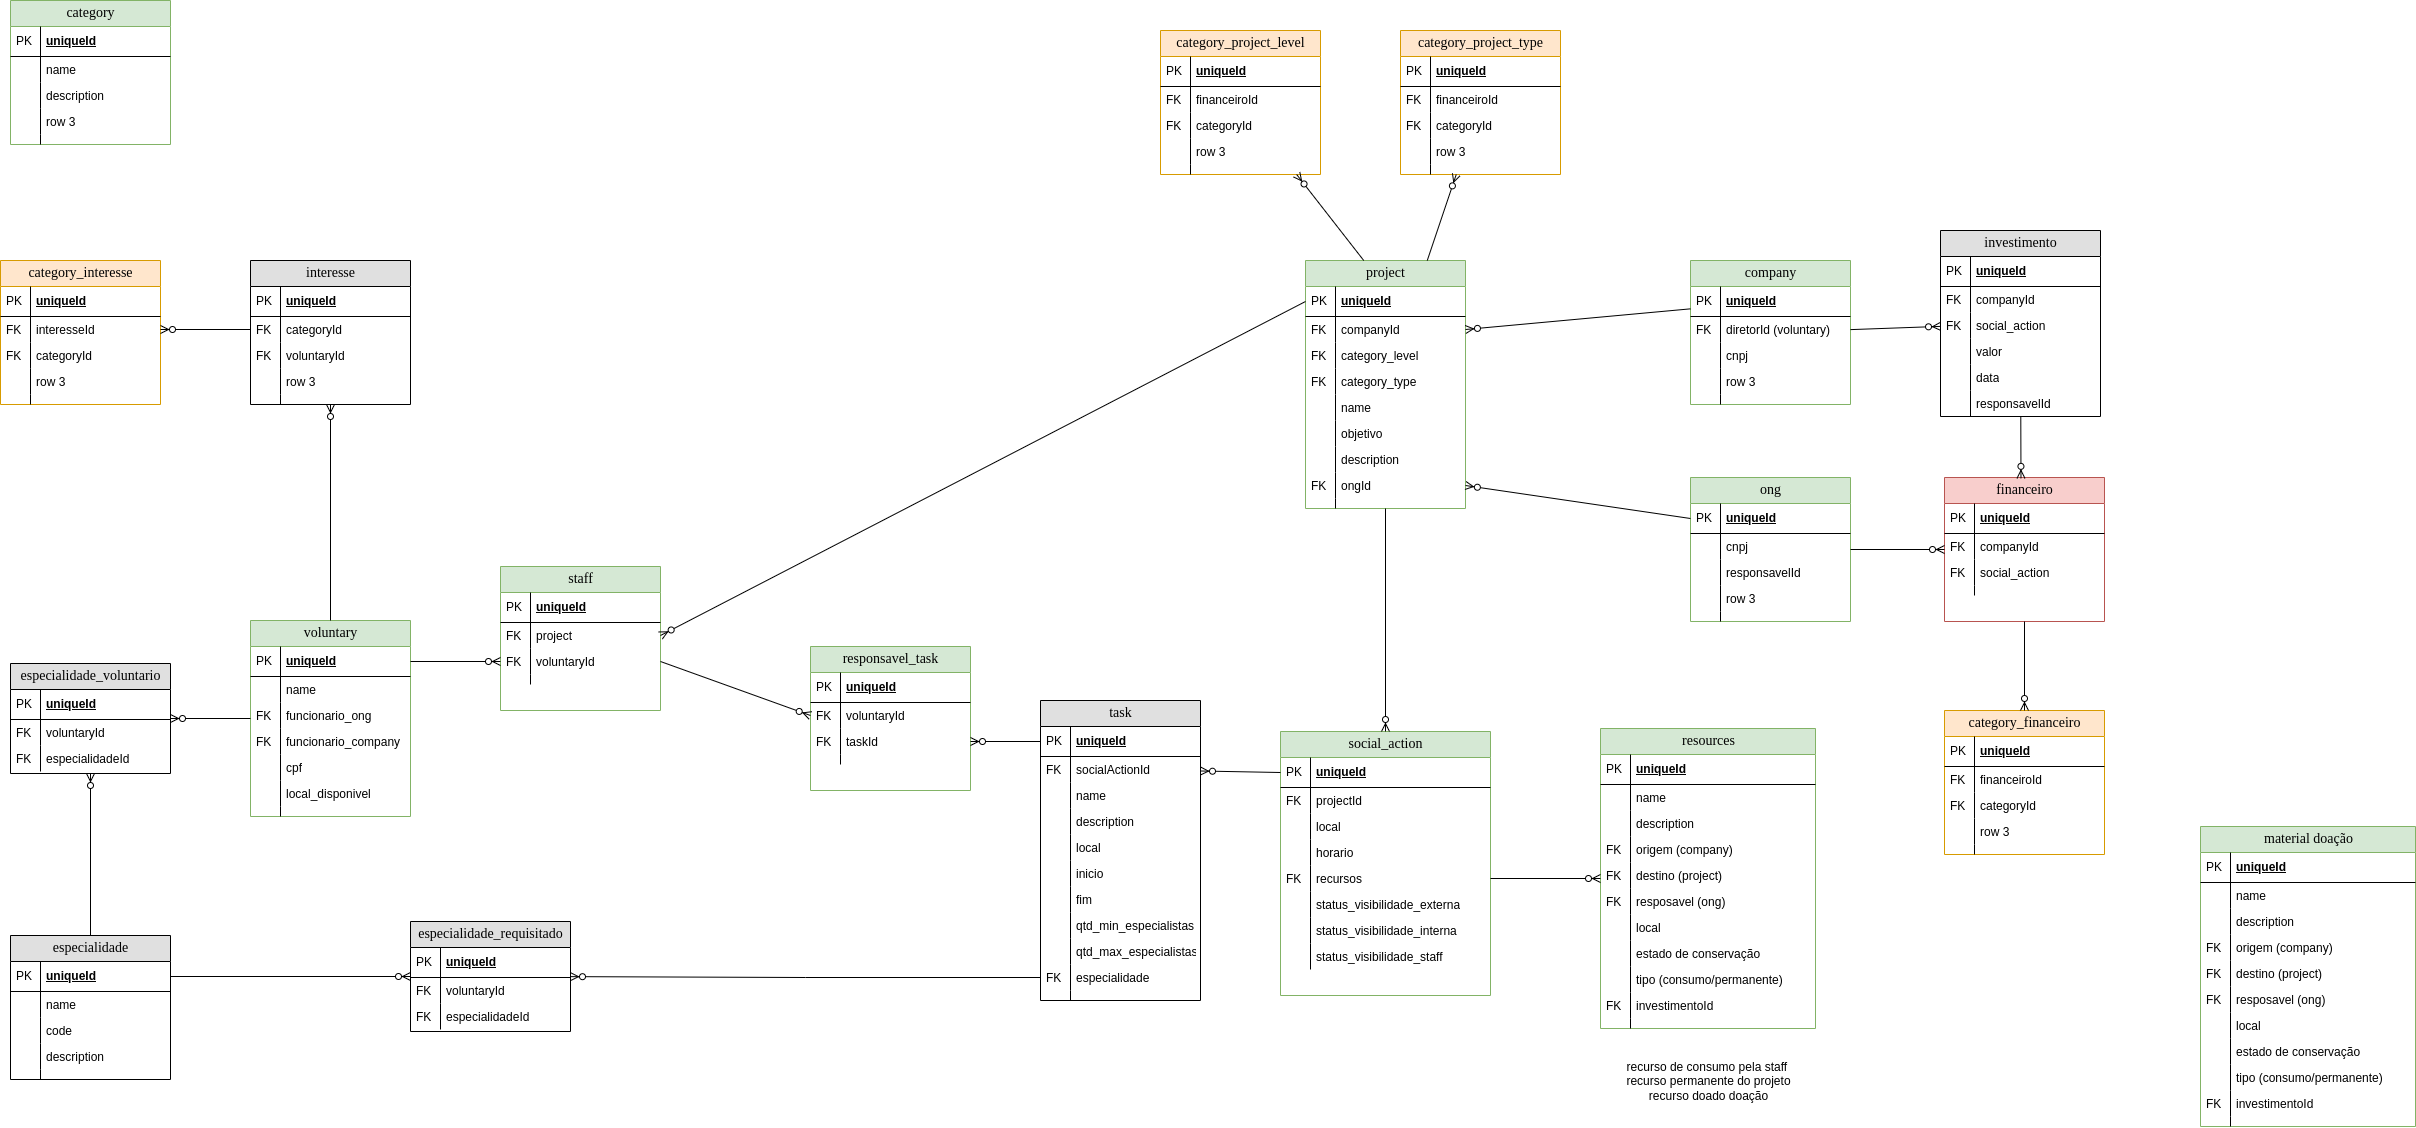 category
PK uniqueId
name
description
row 3
category_project_level
PK uniqueId
FK financeiroId
FK categoryId
row 3
category_project_type
PK uniqueId
FK financeiroId
FK categoryId
row 3
category_interesse
PK uniqueId
FK interesseId
FK categoryId
row 3
interesse
PK uniqueId
FK categoryId
FK voluntaryId
row 3
project
PK uniqueId
FK companyId
FK category_level
FK category_type
name
objetivo
description
FK ongId
company
PK uniqueId
FK diretorId (voluntary)
cnpj
row 3
investimento
PK uniqueId
FK companyId
FK social_action
valor
data
responsavelId
ong
PK uniqueId
cnpj
responsavelId
row 3
financeiro
PK uniqueId
FK companyId
FK social_action
staff
PK uniqueId
FK project
FK voluntaryId
voluntary
PK uniqueId
name
FK funcionario_ong
FK funcionario_company
cpf
local_disponivel
especialidade_voluntario
PK uniqueId
FK voluntaryId
FK especialidadeId
responsavel_task
PK uniqueId
FK voluntaryId
FK taskId
task
PK uniqueId
FK socialActionId
name
description
local
inicio
fim
qtd_min_especialistas
qtd_max_especialistas
FK especialidade
social_action
PK uniqueId
FK projectId
local
horario
FK recursos
status_visibilidade_externa
status_visibilidade_interna
status_visibilidade_staff
resources
PK uniqueId
name
description
FK origem (company)
FK destino (project)
FK resposavel (ong)
local
estado de conservação
tipo (consumo/permanente)
FK investimentoId
category_financeiro
PK uniqueId
FK financeiroId
FK categoryId
row 3
material doação
PK uniqueId
name
description
FK origem (company)
FK destino (project)
FK resposavel (ong)
local
estado de conservação
tipo (consumo/permanente)
FK investimentoId
especialidade
PK uniqueId
name
code
description
especialidade_requisitado
PK uniqueId
FK voluntaryId
FK especialidadeId
recurso de consumo pela staff
recurso permanente do projeto
recurso doado doação